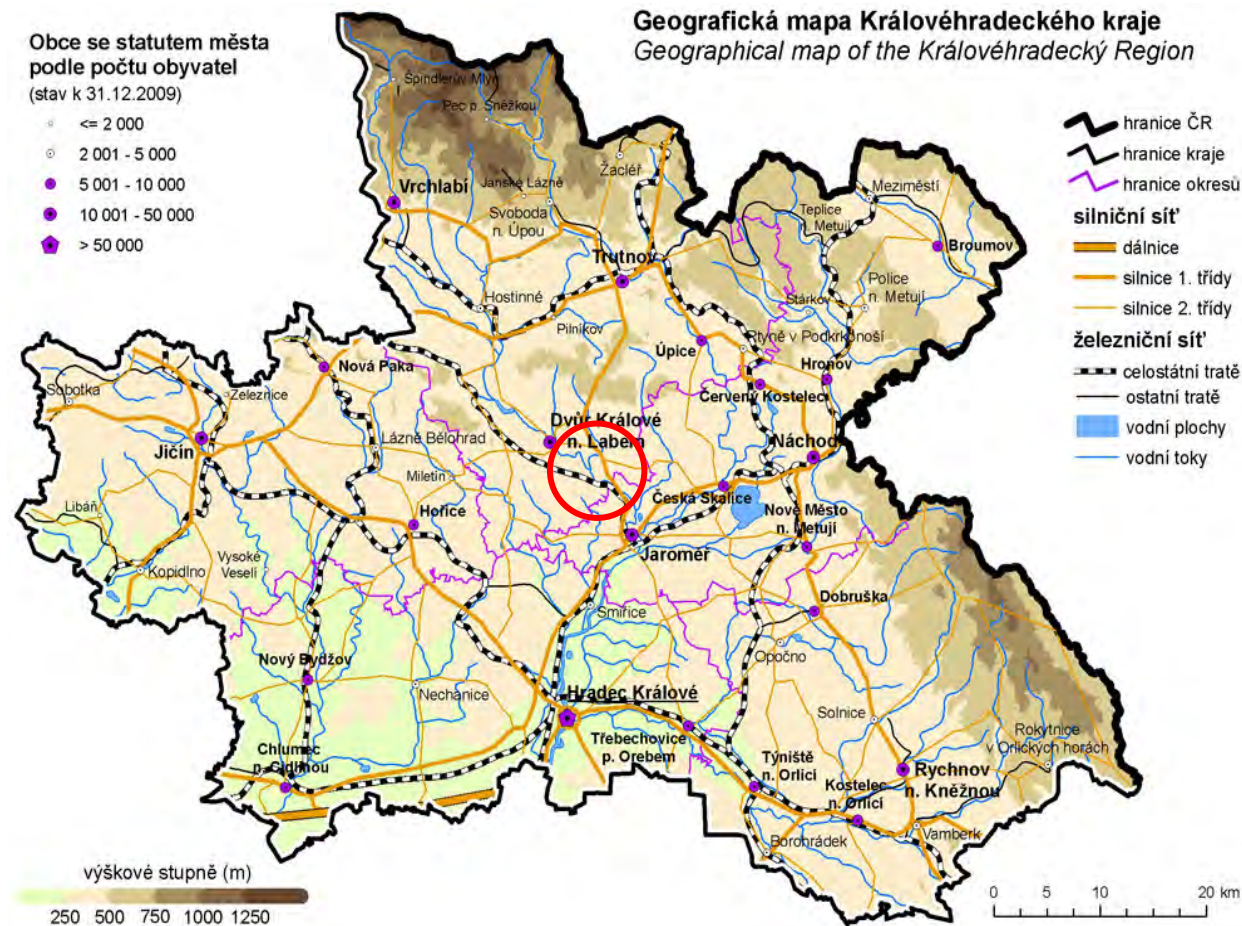 Geografická mapa Královéhradeckého kraje
Geographical map of the Královéhradecký Region
Obce se statutem města
podle počtu obyvatel
(stav k 31.12.2009)
<= 2 000
2 001 - 5 000
5 001 - 10 000
10 001 - 50 000
> 50 000
hranice ČR
hranice kraje
hranice okresů
silniční síť
dálnice
silnice 1. třídy
silnice 2. třídy
železniční síť
celostátní tratě
ostatní tratě
vodní plochy
vodní toky
Špindlerův Mlýn
Pec p. Sněžkou
Žacléř
Vrchlabí
Janské Lázně
Svoboda
n. Úpou
Meziměstí
Teplice
n. Metují
Broumov
Trutnov
Police
n. Metují
Hostinné
Stárkov
Pilníkov
Úpice
Rtyně v Podkrkonoší
Nová Paka
Hronov
Sobotka
Železnice
Červený Kostelec
Dvůr Králové
n. Labem
Lázně Bělohrad
Náchod
Jičín
Miletín
Česká Skalice
Libáň
Hořice
Nové Město
n. Metují
Jaroměř
Vysoké
Veselí
Kopidlno
Smiřice
Dobruška
Opočno
Nový Bydžov
Nechanice
Hradec Králové
Solnice
Rokytnice
v Orlických horách
Třebechovice
p. Orebem
Chlumec
n. Cidlinou
Týniště
n. Orlicí
Kostelec
n. Orlicí
Rychnov
n. Kněžnou
Vamberk
Borohrádek
výškové stupně (m)
250 500 750 1000 1250
0 5 10 20 km